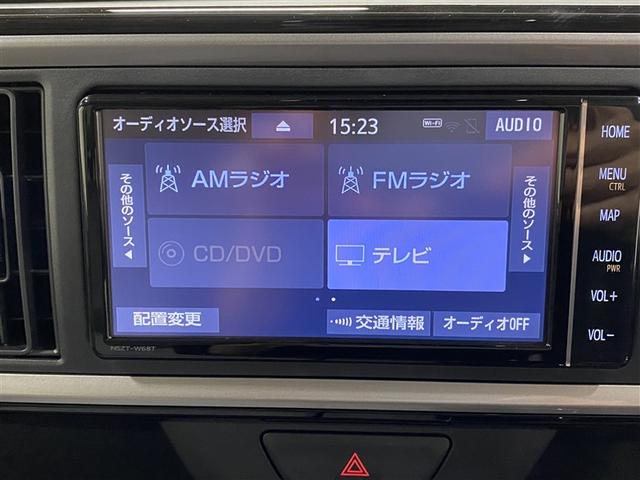 オーディオソース選択
15:23
Wi-Fi
AUDIO
その他のソース
AMラジオ
FMラジオ
その他のソース
CD/DVD
テレビ
配置変更
交通情報
オーディオOFF
NSZT-W68T
HOME
MENU
CTRL
MAP
AUDIO
PWR
VOL+
VOL−